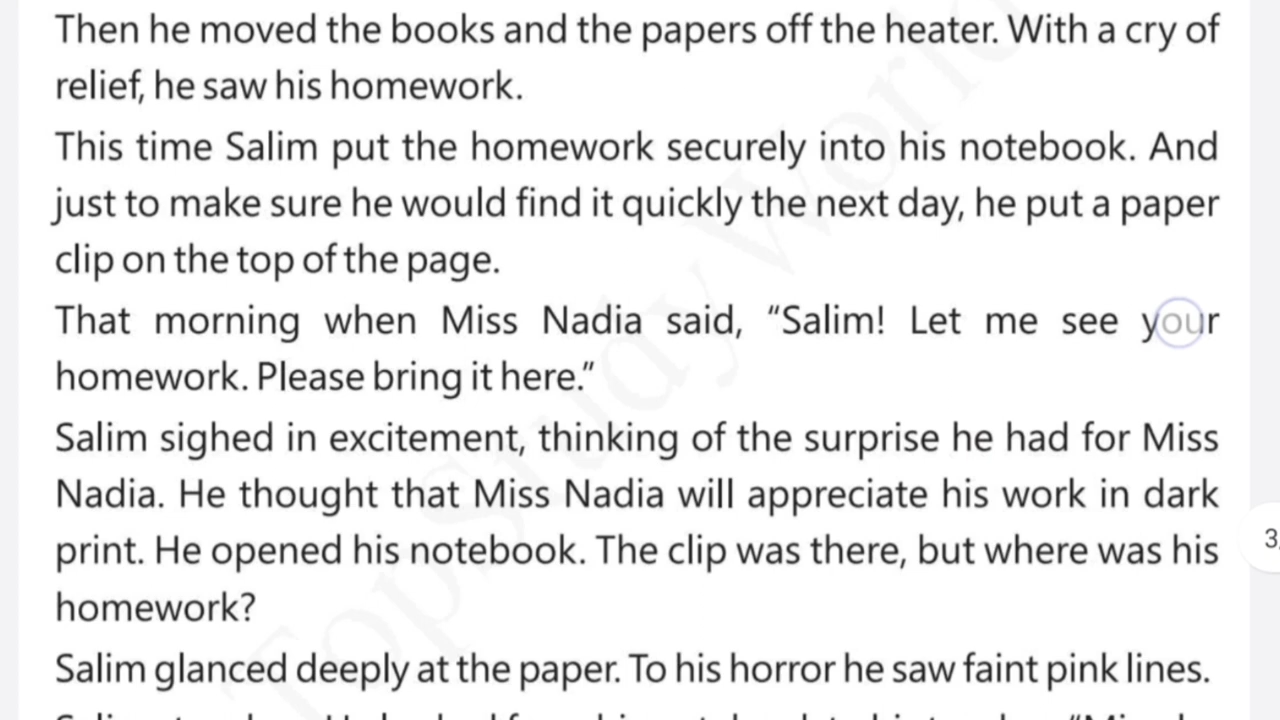 Then he moved the books and the papers off the heater. With a cry of
relief, he saw his homework.
This time Salim put the homework securely into his notebook. And
just to make sure he would find it quickly the next day, he put a paper
clip on the top of the page.
That morning when Miss Nadia said, “Salim! Let me see your
homework. Please bring it here.”
Salim sighed in excitement, thinking of the surprise he had for Miss
Nadia. He thought that Miss Nadia will appreciate his work in dark
print. He opened his notebook. The clip was there, but where was his
homework?
Salim glanced deeply at the paper. To his horror he saw faint pink lines.
Top Study World